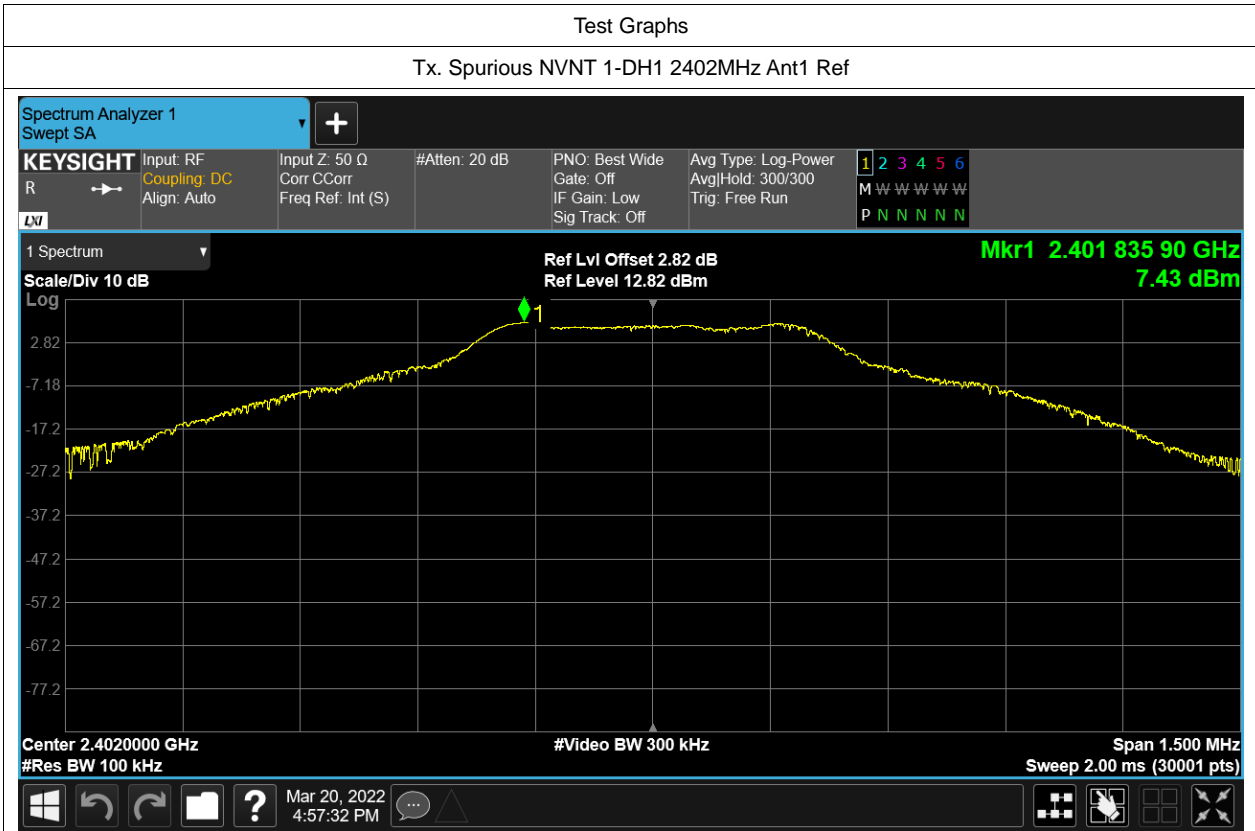 Test Graphs
Tx. Spurious NVNT 1-DH1 2402MHz Ant1 Ref
Spectrum Analyzer 1
Swept SA
+
KEYSIGHT
R
LXI
Input: RF
Coupling: DC
Align: Auto
Input Z: 50 Ω
Corr CCorr
Freq Ref: Int (S)
#Atten: 20 dB
PNO: Best Wide
Gate: Off
IF Gain: Low
Sig Track: Off
Avg Type: Log-Power
Avg|Hold: 300/300
Trig: Free Run
1 2 3 4 5 6
M W W W W W
P N N N N N
1 Spectrum
Scale/Div 10 dB
Ref Lvl Offset 2.82 dB
Ref Level 12.82 dBm
Mkr1 2.401 835 90 GHz
7.43 dBm
Log
1
2.82
-7.18
-17.2
-27.2
-37.2
-47.2
-57.2
-67.2
-77.2
Center 2.4020000 GHz
#Video BW 300 kHz
Span 1.500 MHz
#Res BW 100 kHz
Sweep 2.00 ms (30001 pts)
?
Mar 20, 2022
4:57:32 PM